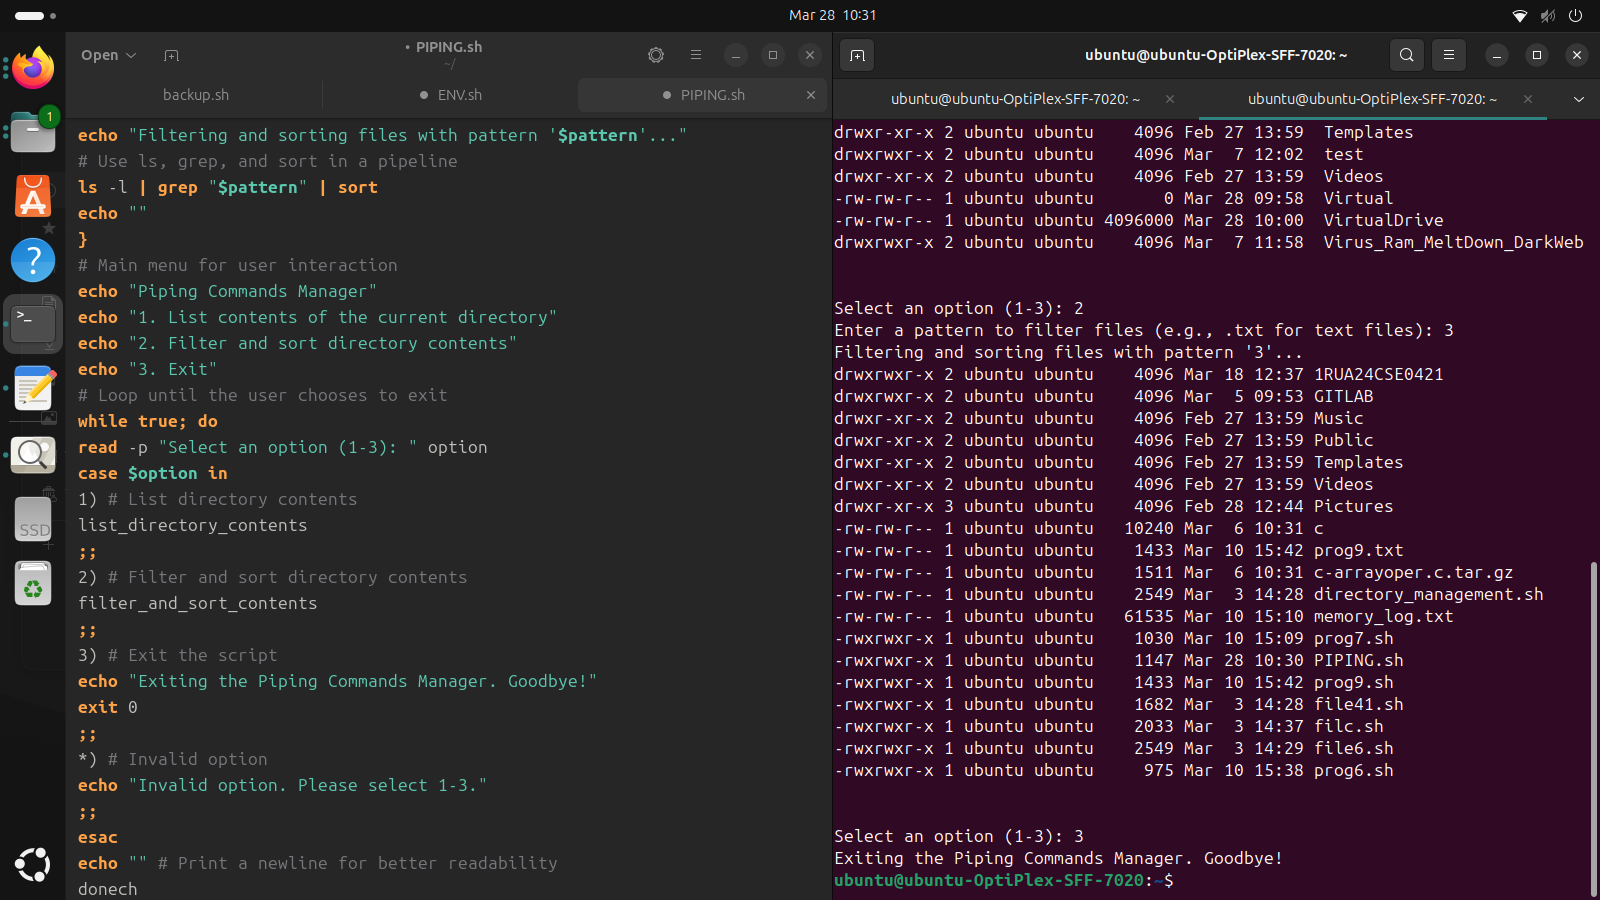 Mar 28 10:31
Open
• PIPING.sh
~/
backup.sh
ENV.sh
PIPING.sh
echo "Filtering and sorting files with pattern '$pattern'..."
# Use ls, grep, and sort in a pipeline
ls -l | grep "$pattern" | sort
echo ""
}
# Main menu for user interaction
echo "Piping Commands Manager"
echo "1. List contents of the current directory"
echo "2. Filter and sort directory contents"
echo "3. Exit"
# Loop until the user chooses to exit
while true; do
read -p "Select an option (1-3): " option
case $option in
1) # List directory contents
list_directory_contents
;;
2) # Filter and sort directory contents
filter_and_sort_contents
;;
3) # Exit the script
echo "Exiting the Piping Commands Manager. Goodbye!"
exit 0
;;
*) # Invalid option
echo "Invalid option. Please select 1-3."
;;
esac
echo "" # Print a newline for better readability
donech
1
>_
?
SSD
ubuntu@ubuntu-OptiPlex-SFF-7020: ~
ubuntu@ubuntu-OptiPlex-SFF-7020: ~
ubuntu@ubuntu-OptiPlex-SFF-7020: ~
drwxr-xr-x 2 ubuntu ubuntu    4096 Feb 27 13:59  Templates
drwxrwxr-x 2 ubuntu ubuntu    4096 Mar  7 12:02  test
drwxr-xr-x 2 ubuntu ubuntu    4096 Feb 27 13:59  Videos
-rw-rw-r-- 1 ubuntu ubuntu       0 Mar 28 09:58  Virtual
-rw-rw-r-- 1 ubuntu ubuntu 4096000 Mar 28 10:00  VirtualDrive
drwxrwxr-x 2 ubuntu ubuntu    4096 Mar  7 11:58  Virus_Ram_MeltDown_DarkWeb
Select an option (1-3): 2
Enter a pattern to filter files (e.g., .txt for text files): 3
Filtering and sorting files with pattern '3'...
drwxrwxr-x 2 ubuntu ubuntu    4096 Mar 18 12:37 1RUA24CSE0421
drwxrwxr-x 2 ubuntu ubuntu    4096 Mar  5 09:53 GITLAB
drwxr-xr-x 2 ubuntu ubuntu    4096 Feb 27 13:59 Music
drwxr-xr-x 2 ubuntu ubuntu    4096 Feb 27 13:59 Public
drwxr-xr-x 2 ubuntu ubuntu    4096 Feb 27 13:59 Templates
drwxr-xr-x 2 ubuntu ubuntu    4096 Feb 27 13:59 Videos
drwxr-xr-x 3 ubuntu ubuntu    4096 Feb 28 12:44 Pictures
-rw-rw-r-- 1 ubuntu ubuntu   10240 Mar  6 10:31 c
-rw-rw-r-- 1 ubuntu ubuntu    1433 Mar 10 15:42 prog9.txt
-rw-rw-r-- 1 ubuntu ubuntu    1511 Mar  6 10:31 c-arrayoper.c.tar.gz
-rw-rw-r-- 1 ubuntu ubuntu    2549 Mar  3 14:28 directory_management.sh
-rw-rw-r-- 1 ubuntu ubuntu   61535 Mar 10 15:10 memory_log.txt
-rwxrwxr-x 1 ubuntu ubuntu    1030 Mar 10 15:09 prog7.sh
-rwxrwxr-x 1 ubuntu ubuntu    1147 Mar 28 10:30 PIPING.sh
-rwxrwxr-x 1 ubuntu ubuntu    1433 Mar 10 15:42 prog9.sh
-rwxrwxr-x 1 ubuntu ubuntu    1682 Mar  3 14:28 file41.sh
-rwxrwxr-x 1 ubuntu ubuntu    2033 Mar  3 14:37 filc.sh
-rwxrwxr-x 1 ubuntu ubuntu    2549 Mar  3 14:29 file6.sh
-rwxrwxr-x 1 ubuntu ubuntu     975 Mar 10 15:38 prog6.sh
Select an option (1-3): 3
Exiting the Piping Commands Manager. Goodbye!
ubuntu@ubuntu-OptiPlex-SFF-7020:~$